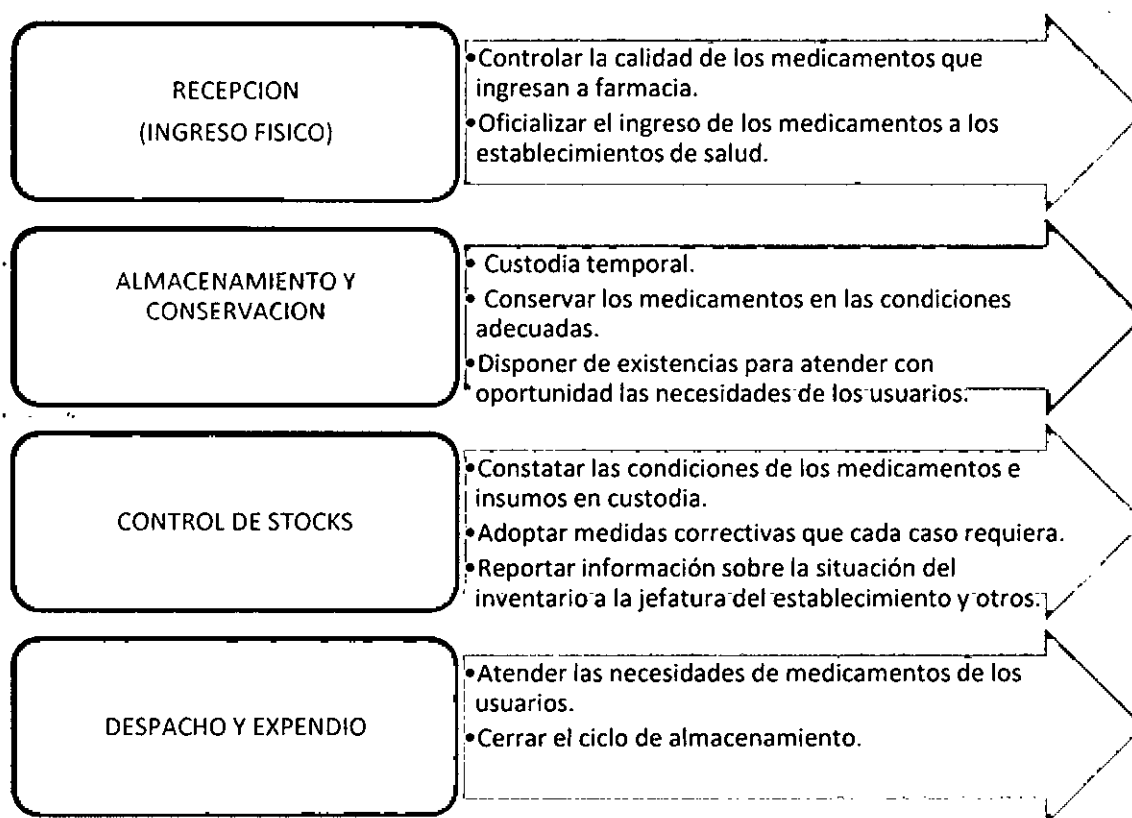 RECEPCION
(INGRESO FISICO)
•Controlar la calidad de los medicamentos que
ingresan a farmacia.
•Oficializar el ingreso de los medicamentos a los
establecimientos de salud.
ALMACENAMIENTO Y
CONSERVACION
• Custodia temporal.
• Conservar los medicamentos en las condiciones
adecuadas.
•Disponer de existencias para atender con
oportunidad las necesidades de los usuarios.
CONTROL DE STOCKS
•Constatar las condiciones de los medicamentos e
insumos en custodia.
•Adoptar medidas correctivas que cada caso requiera.
•Reportar información sobre la situación del
inventario a la jefatura del establecimiento y otros.
DESPACHO Y EXPENDIO
•Atender las necesidades de medicamentos de los
usuarios.
•Cerrar el ciclo de almacenamiento.